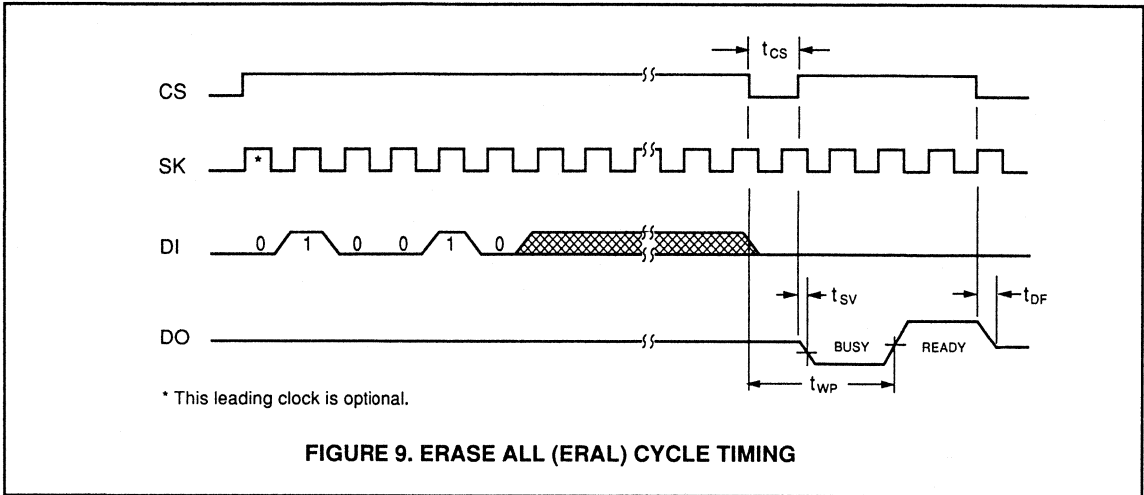 tCS
CS
SK
*
DI
0 1 0 0 1 0
tSV
tDF
DO
BUSY
READY
tWP
* This leading clock is optional.
FIGURE 9. ERASE ALL (ERAL) CYCLE TIMING